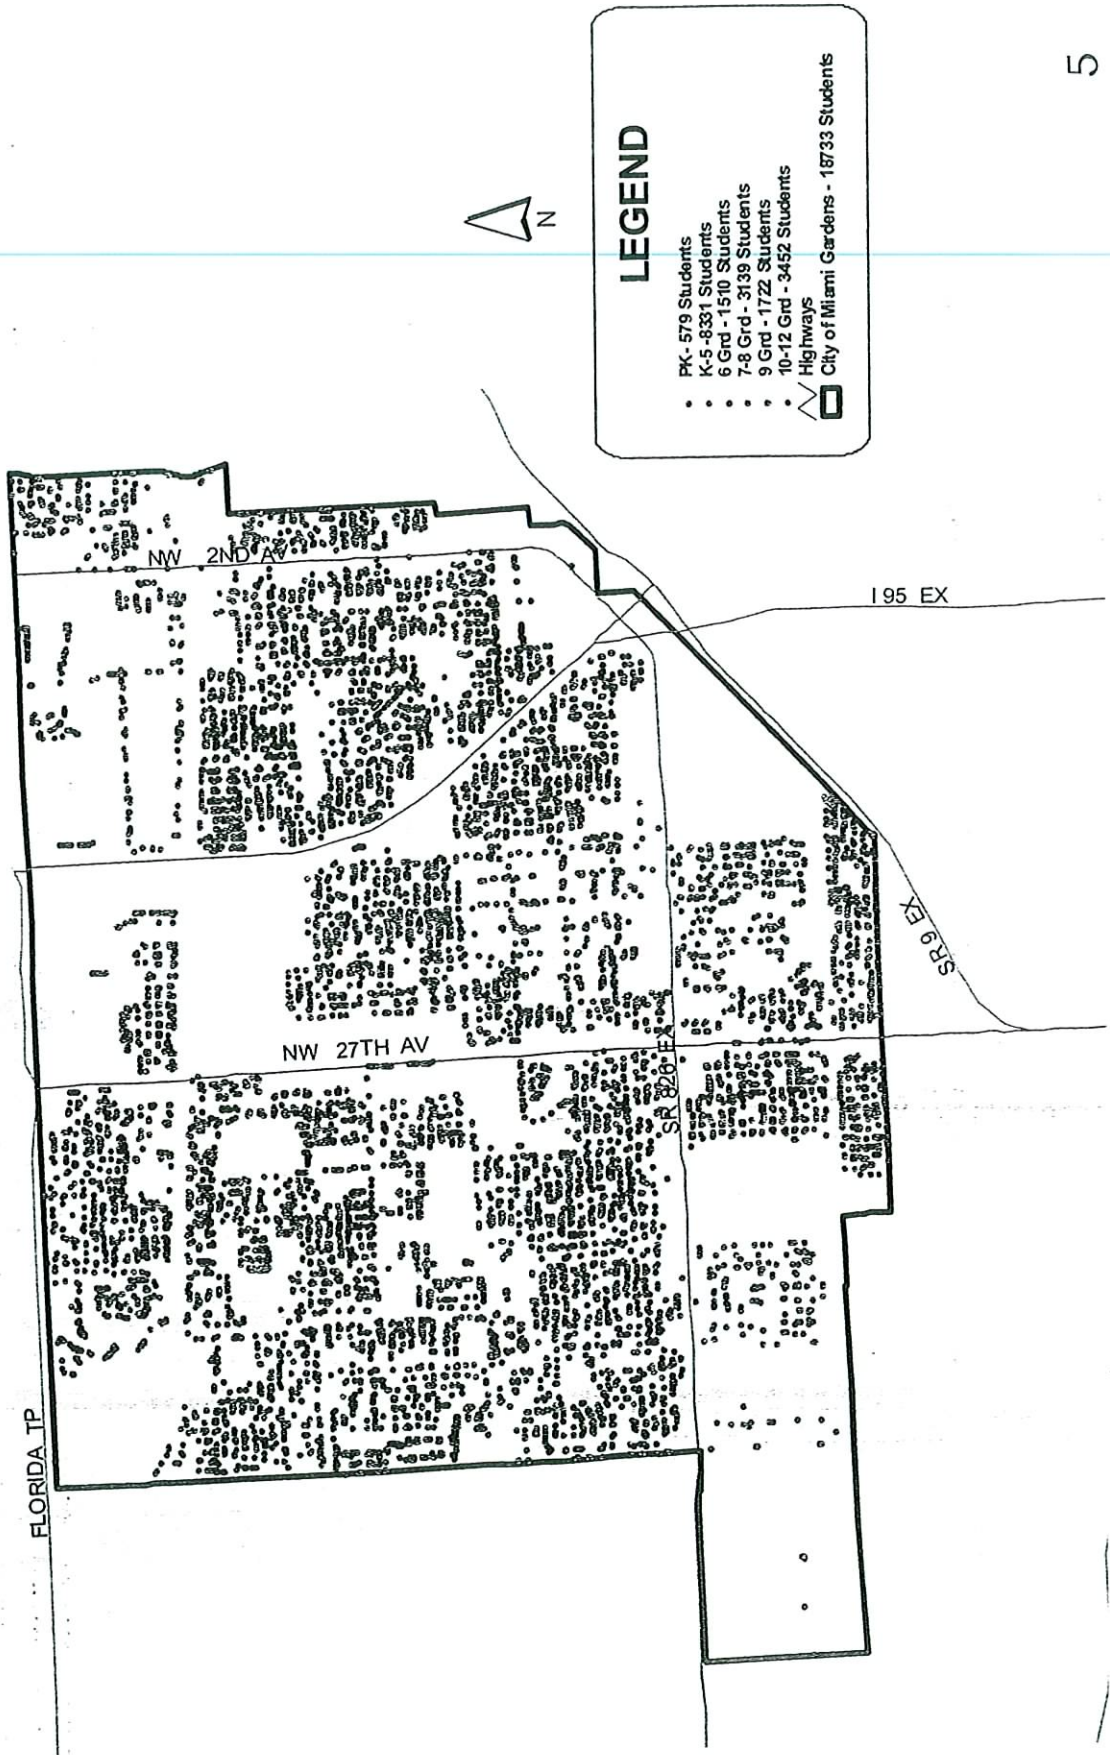 FLORIDA TP
NW 2ND AV
NW 27TH AV
SR 826 EX
I 95 EX
SR 9 EX
N
LEGEND
PK - 579 Students
K-5 -8331 Students
6 Grd - 1510 Students
7-8 Grd - 3139 Students
9 Grd - 1722 Students
10-12 Grd - 3452 Students
Highways
City of Miami Gardens - 18733 Students
5